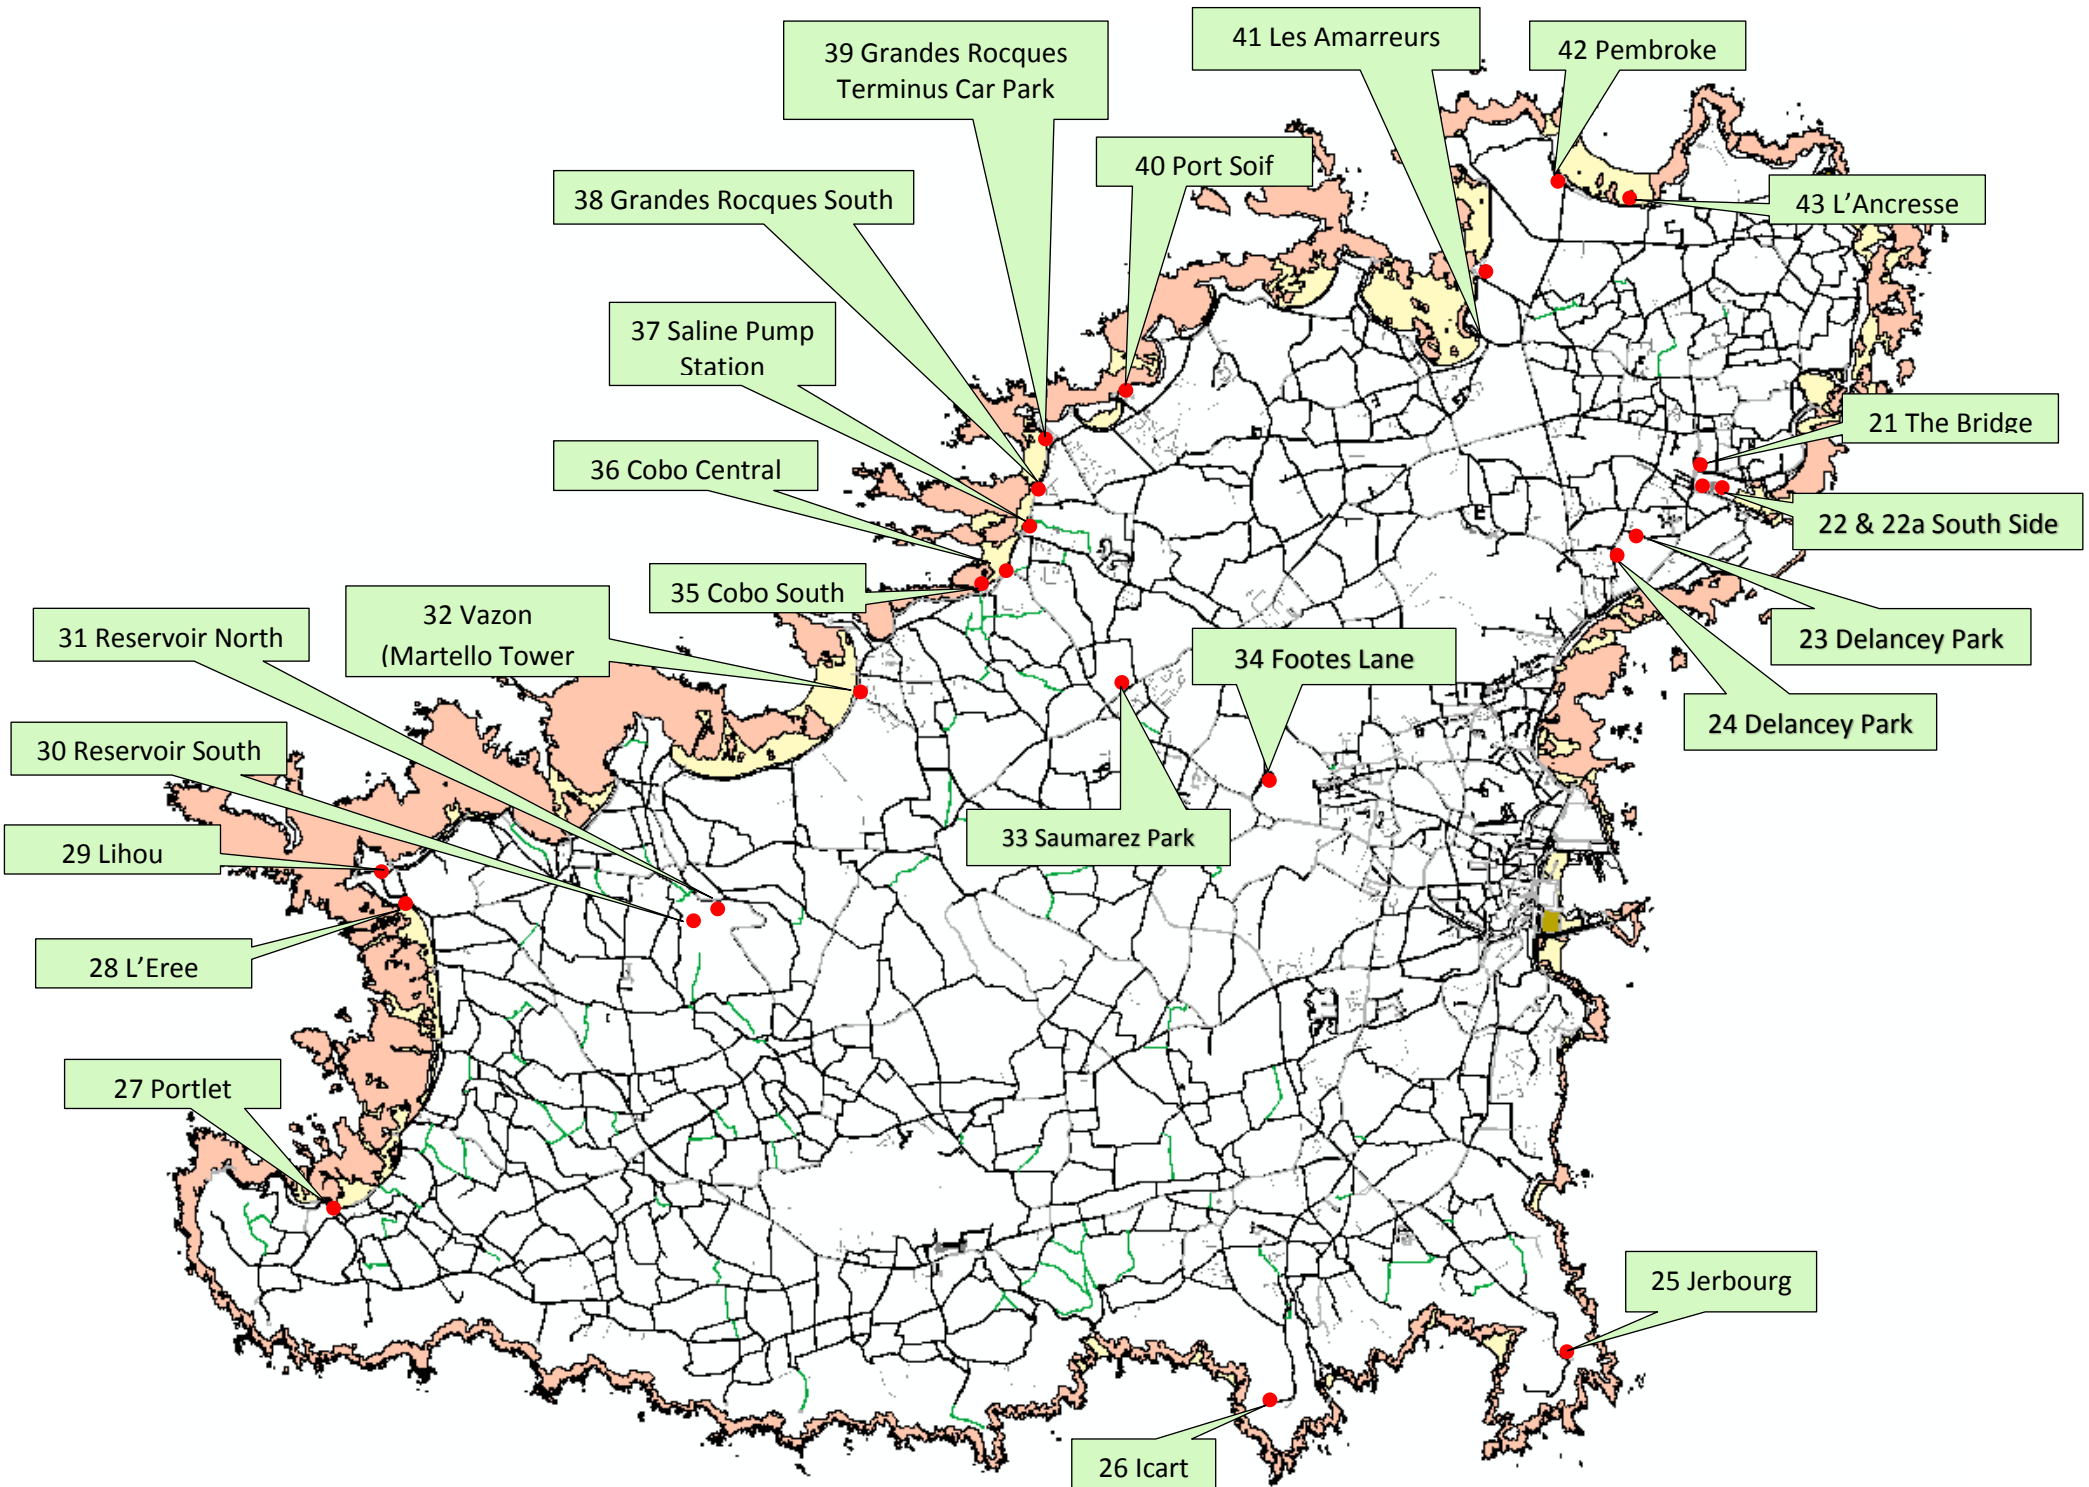 39 Grandes Rocques
Terminus Car Park
41 Les Amarreurs
42 Pembroke
40 Port Soif
38 Grandes Rocques South
43 L’Ancresse
37 Saline Pump
Station
21 The Bridge
36 Cobo Central
22 & 22a South Side
35 Cobo South
32 Vazon
(Martello Tower
31 Reservoir North
23 Delancey Park
34 Footes Lane
24 Delancey Park
30 Reservoir South
33 Saumarez Park
29 Lihou
28 L’Eree
27 Portlet
25 Jerbourg
26 Icart